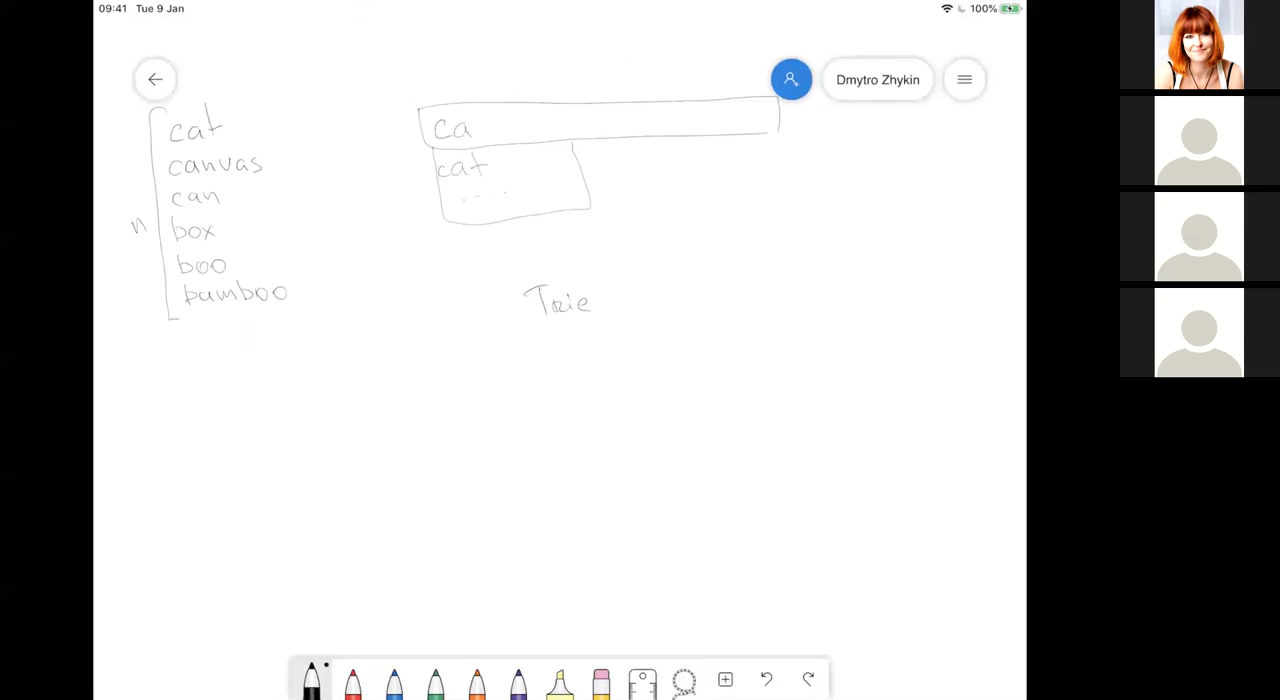 09:41 Tue 9 Jan
100%
Dmytro Zhykin
cat
canvas
can
n
box
boo
bamboo
ca
cat
....
Trie